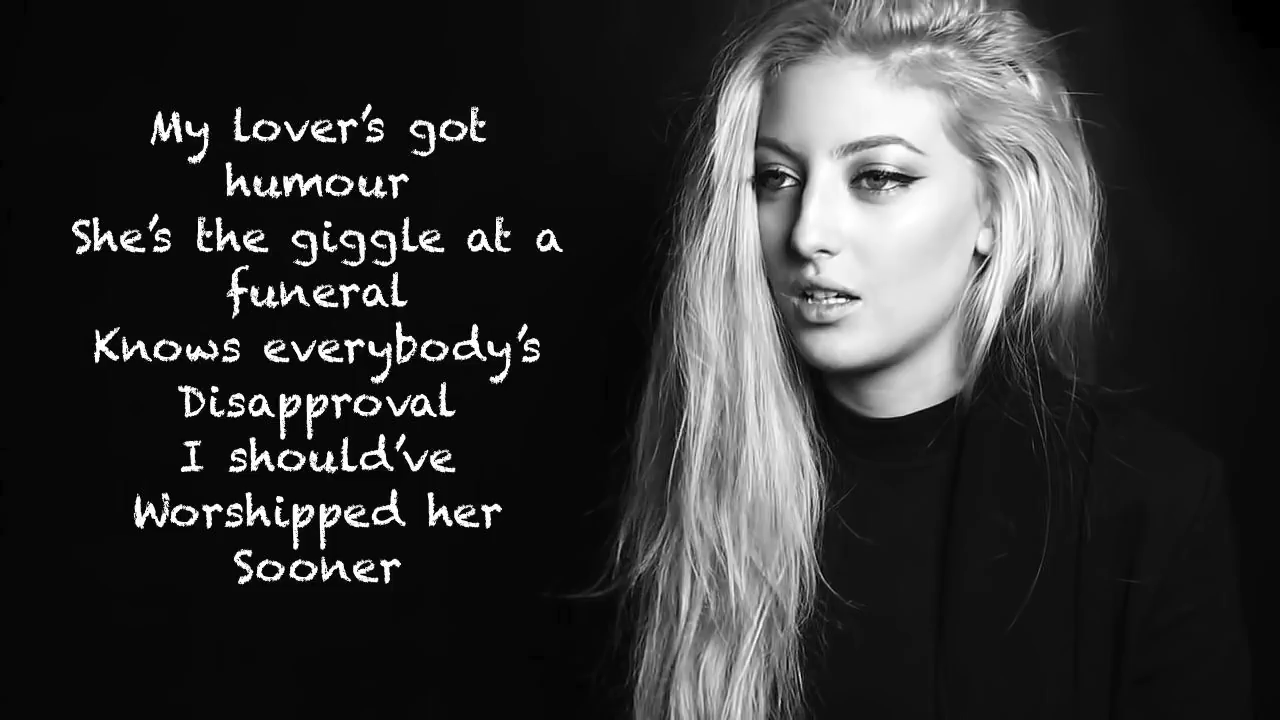 My lover's got
humour
She's the giggle at a
funeral
Knows everybody's
Disapproval
I should've
Worshipped her
Sooner